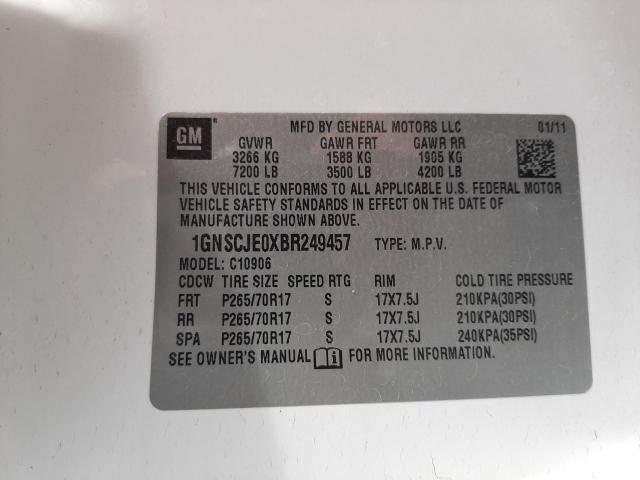 GM
MFD BY GENERAL MOTORS LLC 01/11
GVWR GAWR FRT GAWR RR
3266 KG 1588 KG 1905 KG
7200 LB 3500 LB 4200 LB
THIS VEHICLE CONFORMS TO ALL APPLICABLE U.S. FEDERAL MOTOR
VEHICLE SAFETY STANDARDS IN EFFECT ON THE DATE OF
MANUFACTURE SHOWN ABOVE.
1GNSCJE0XBR249457 TYPE: M.P.V.
MODEL: C10906
CDCW TIRE SIZE SPEED RTG RIM COLD TIRE PRESSURE
FRT P265/70R17 S 17X7.5J 210KPA(30PSI)
RR P265/70R17 S 17X7.5J 210KPA(30PSI)
SPA P265/70R17 S 17X7.5J 240KPA(35PSI)
SEE OWNER'S MANUAL FOR MORE INFORMATION.